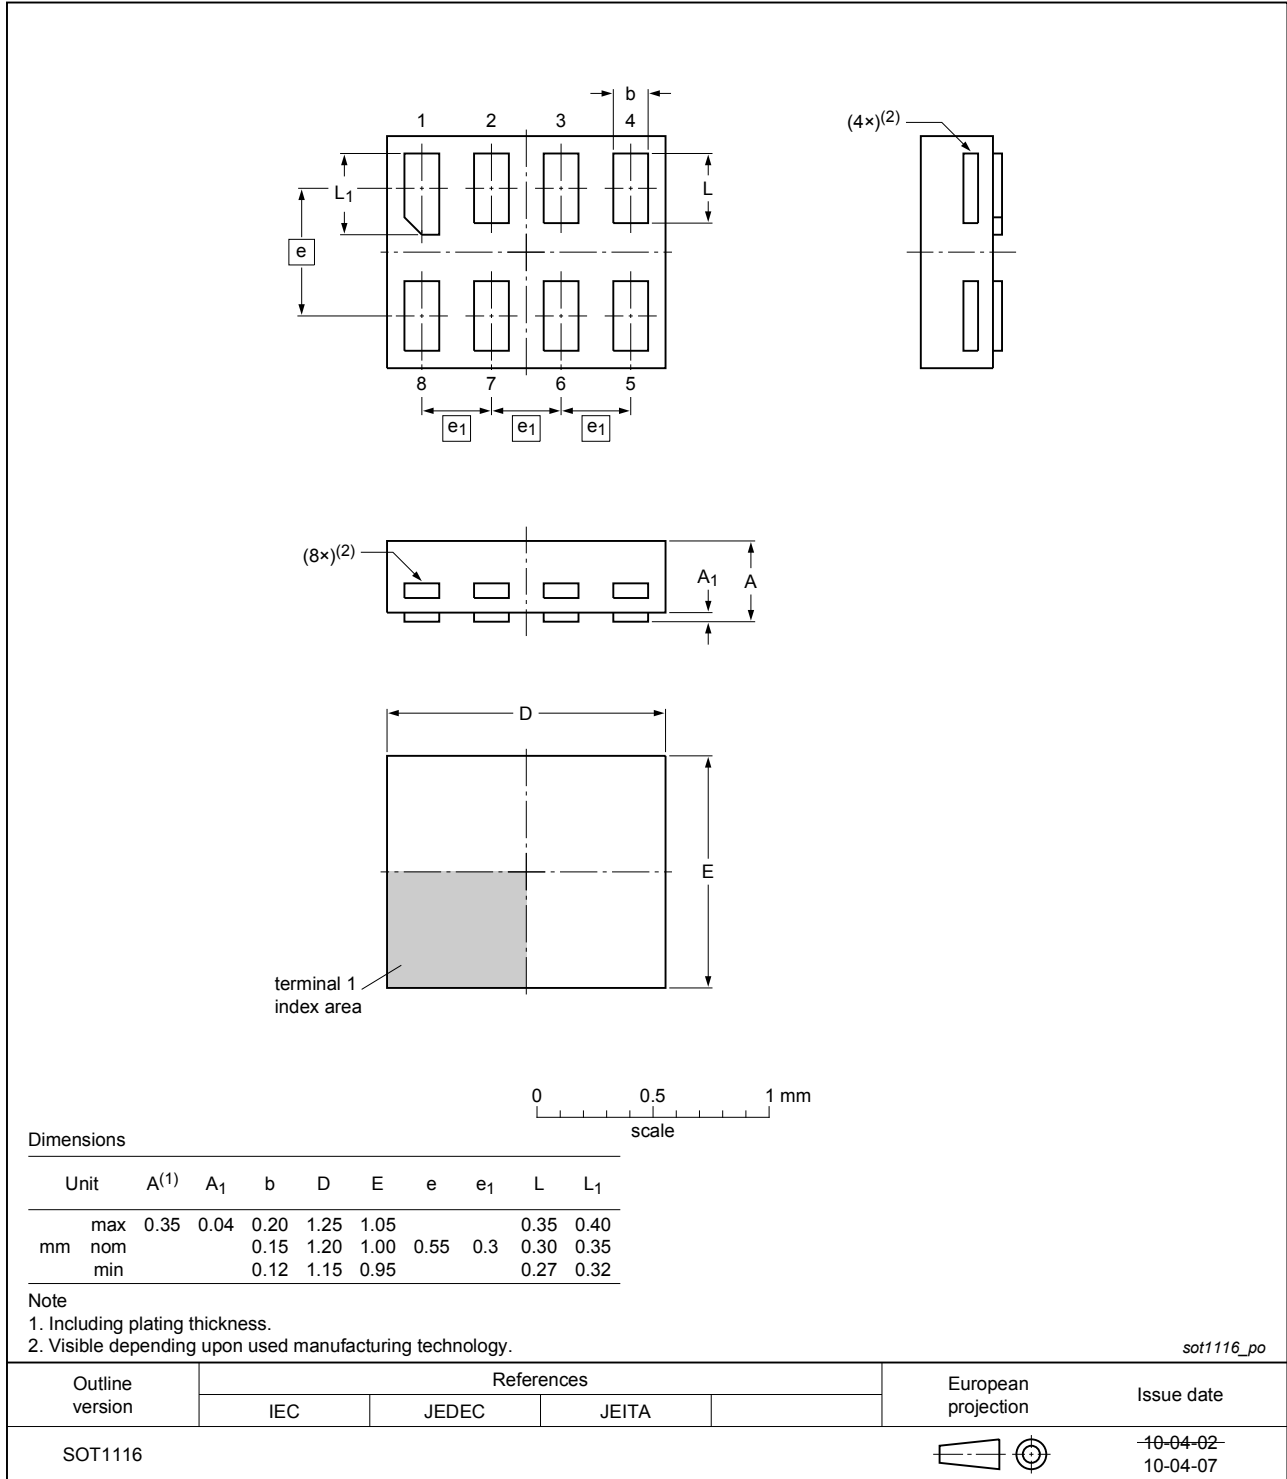 b
1 2 3 4
(4×)(2)
L1
L
e
8 7 6 5
e1 e1 e1
(8×)(2)
A1 A
D
E
terminal 1
index area
0 0.5 1 mm
scale
Dimensions
Unit A(1) A1 b D E e e1 L L1
max 0.35 0.04 0.20 1.25 1.05 0.35 0.40
mm nom 0.15 1.20 1.00 0.55 0.3 0.30 0.35
min 0.12 1.15 0.95 0.27 0.32
Note
1. Including plating thickness.
2. Visible depending upon used manufacturing technology.
sot1116_po
Outline
version
References
IEC JEDEC JEITA
European
projection
Issue date
SOT1116
10-04-02
10-04-07